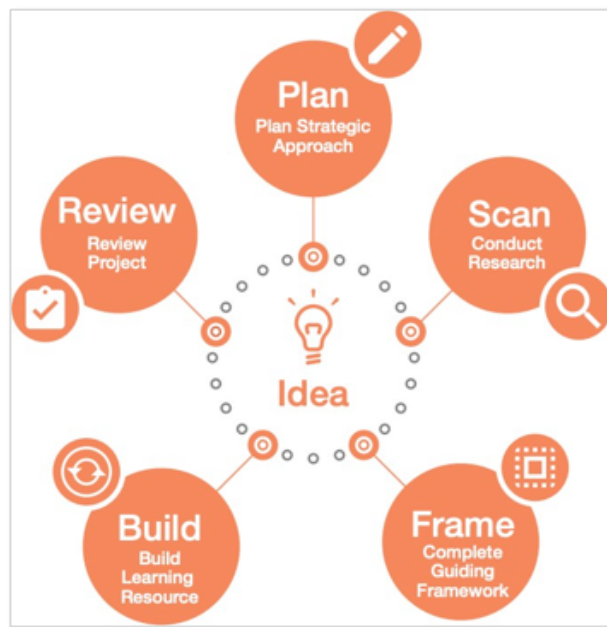 Plan
Plan Strategic
Approach
Scan
Conduct
Research
Frame
Complete
Guiding
Framework
Build
Build
Learning
Resource
Review
Review
Project
Idea